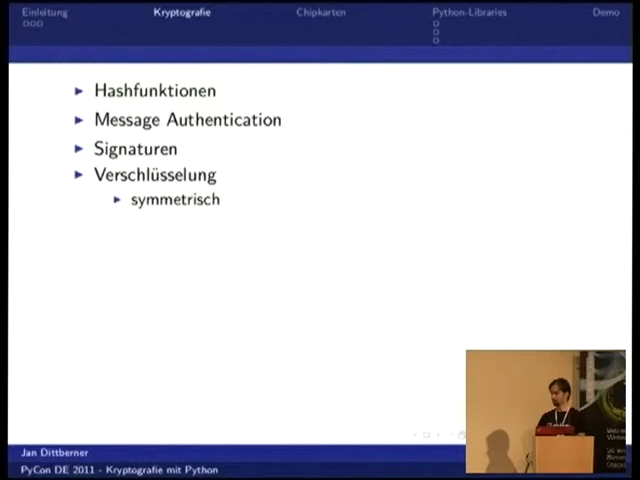 Einleitung Kryptografie Chipkarten Python-Libraries Demo
Hashfunktionen
Message Authentication
Signaturen
Verschlüsselung
symmetrisch
Jan Dittberner
PyCon DE 2011 - Kryptografie mit Python